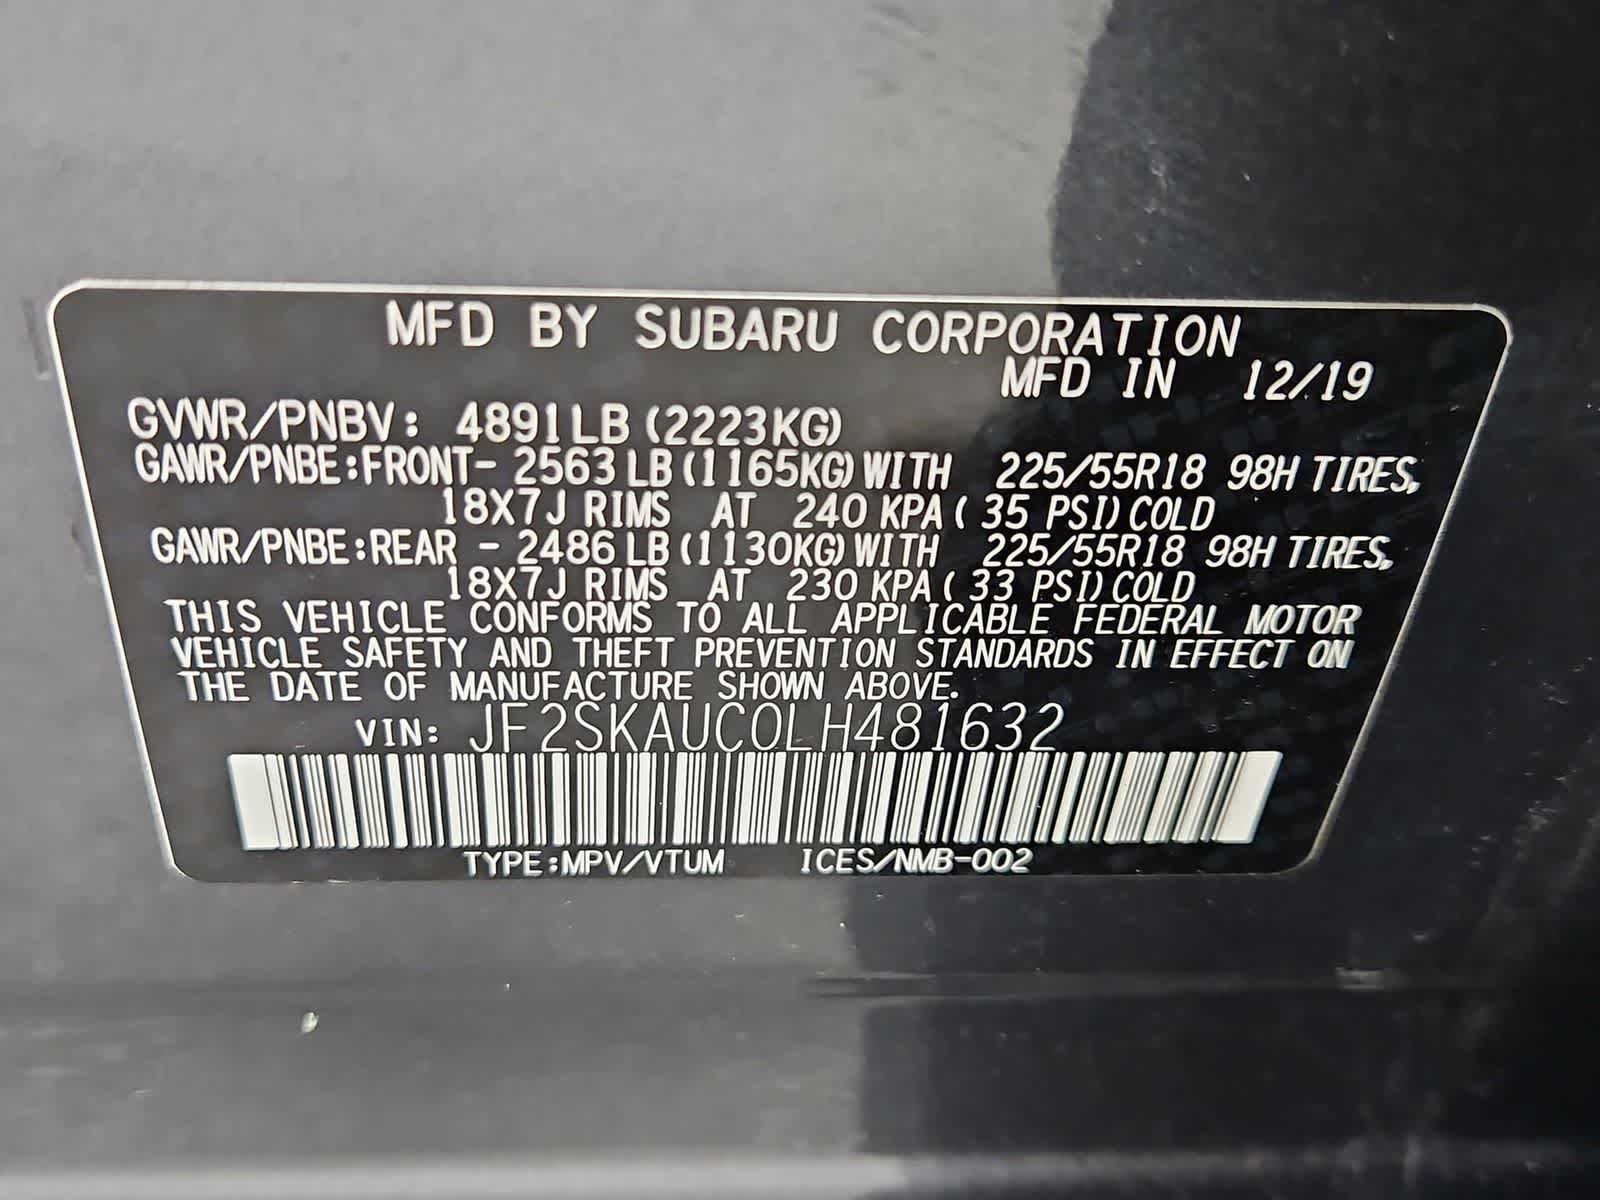 MFD BY SUBARU CORPORATION
MFD IN 12/19
GVWR/PNBV: 4891LB (2223KG)
GAWR/PNBE:FRONT- 2563 LB (1165KG) WITH 225/55R18 98H TIRES,
18X7J RIMS AT 240 KPA ( 35 PSI) COLD
GAWR/PNBE:REAR - 2486 LB (1130KG) WITH 225/55R18 98H TIRES,
18X7J RIMS AT 230 KPA ( 33 PSI) COLD
THIS VEHICLE CONFORMS TO ALL APPLICABLE FEDERAL MOTOR
VEHICLE SAFETY AND THEFT PREVENTION STANDARDS IN EFFECT ON
THE DATE OF MANUFACTURE SHOWN ABOVE.
VIN: JF2SKAUC0LH481632
TYPE:MPV/VTUM ICES/NMB-002